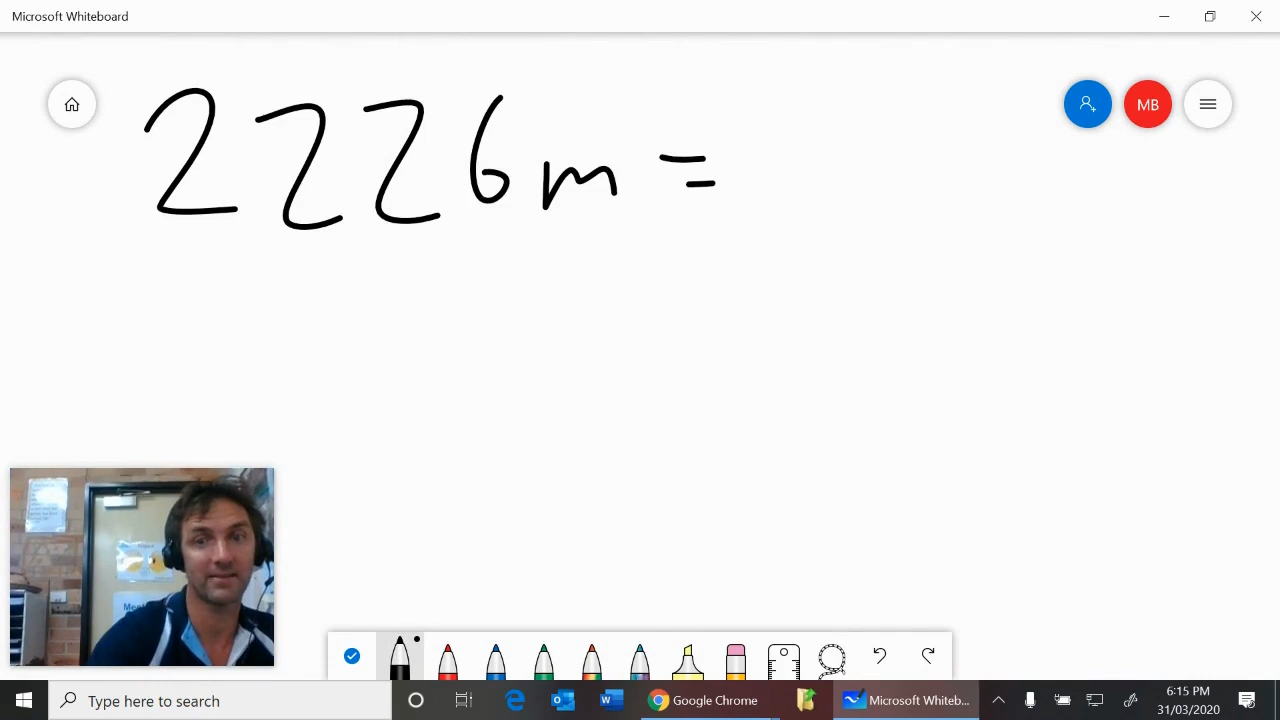 Microsoft Whiteboard
2226m =
MB
Type here to search
Google Chrome
Microsoft Whiteb...
6:15 PM
31/03/2020